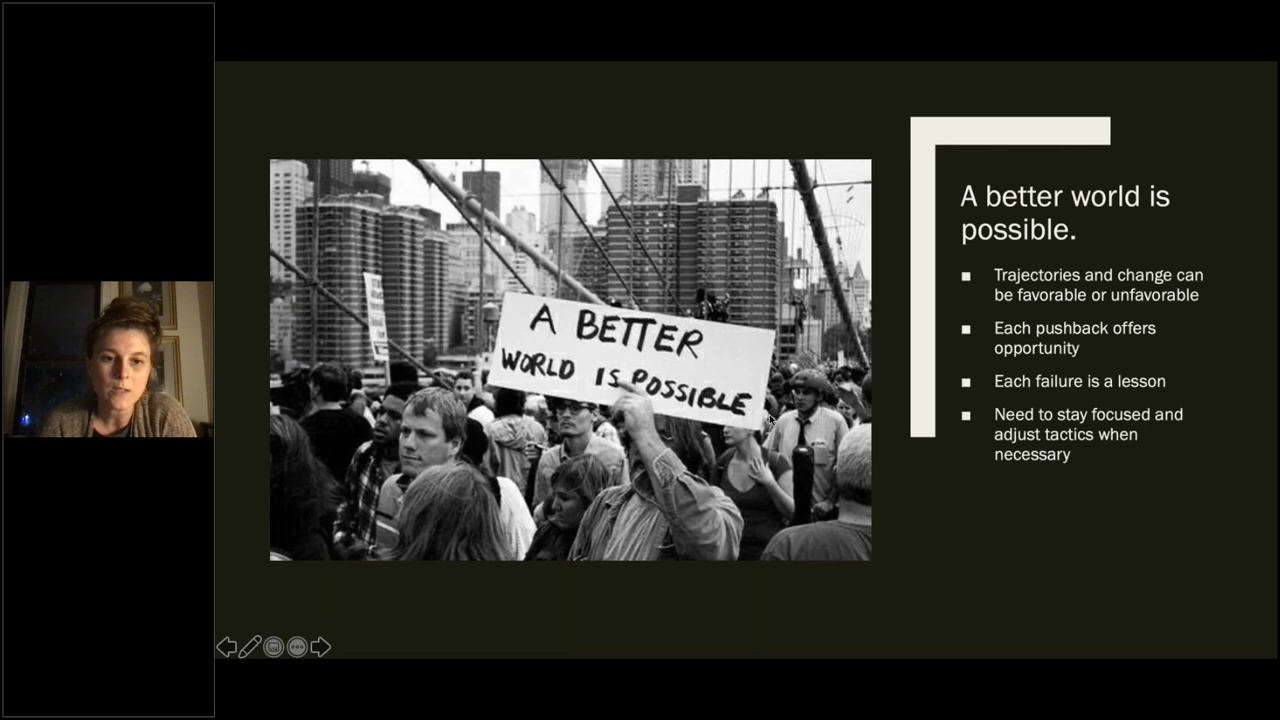 A BETTER
WORLD IS POSSIBLE
A better world is
possible.
■ Trajectories and change can
be favorable or unfavorable
■ Each pushback offers
opportunity
■ Each failure is a lesson
■ Need to stay focused and
adjust tactics when
necessary